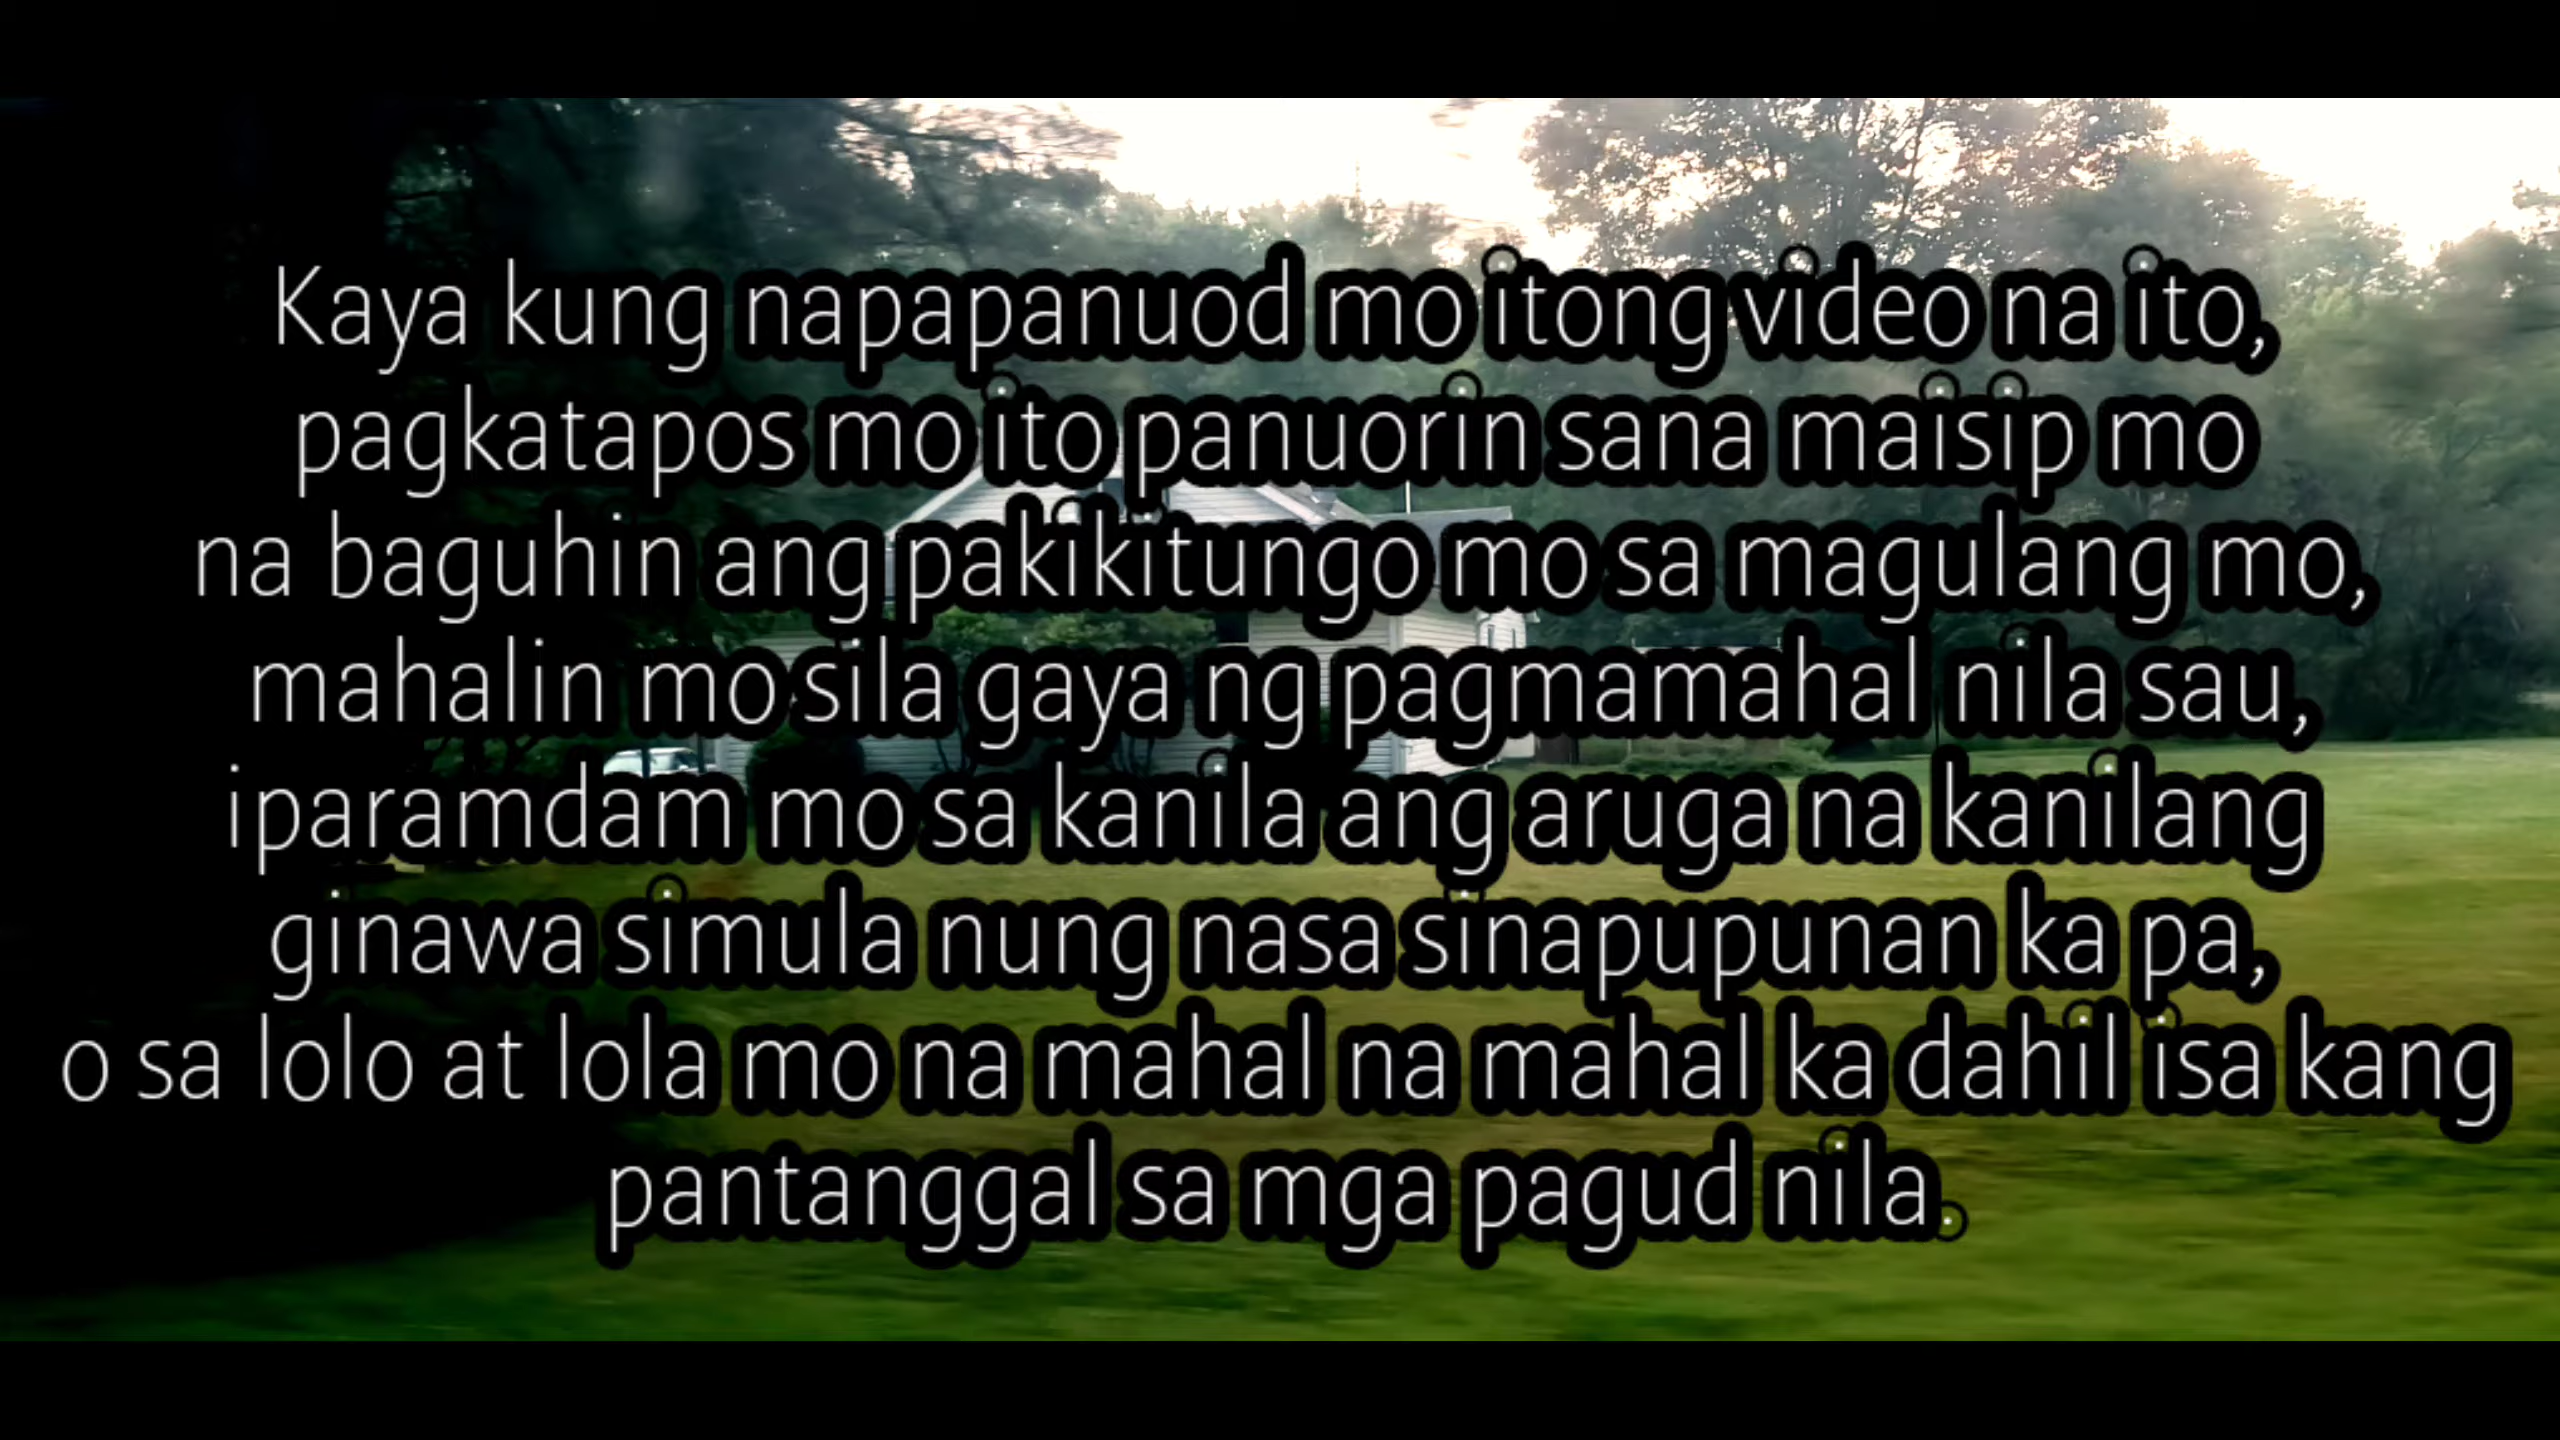 Kaya kung napapanuod mo itong video na ito,
pagkatapos mo ito panuorin sana maisip mo
na baguhin ang pakikitungo mo sa magulang mo,
mahalin mo sila gaya ng pagmamahal nila sau,
iparamdam mo sa kanila ang aruga na kanilang
ginawa simula nung nasa sinapupunan ka pa,
o sa lolo at lola mo na mahal na mahal ka dahil isa kang
pantanggal sa mga pagud nila.